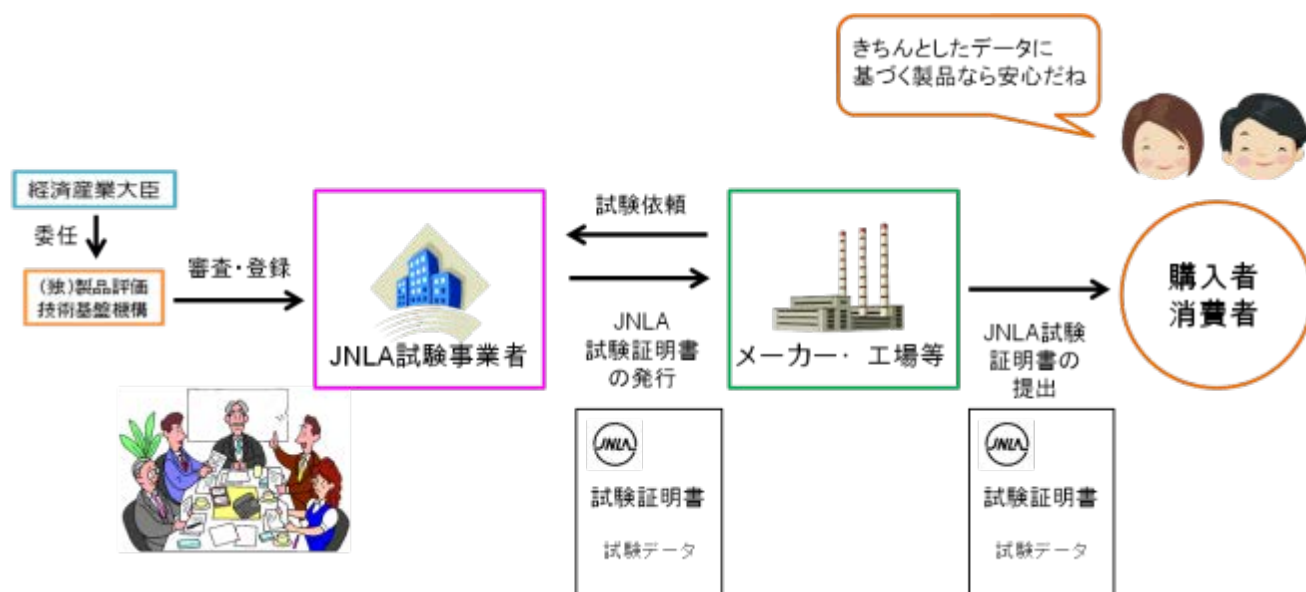 きちんとしたデータに
基づく製品なら安心だね
経済産業大臣
委任
(独)製品評価
技術基盤機構
審査・登録
JNLA試験事業者
試験依頼
JNLA
試験証明書
の発行
メーカー・ 工場等
JNLA試験
証明書の
提出
購入者
消費者
JNLA
試験証明書
試験データ
JNLA
試験証明書
試験データ